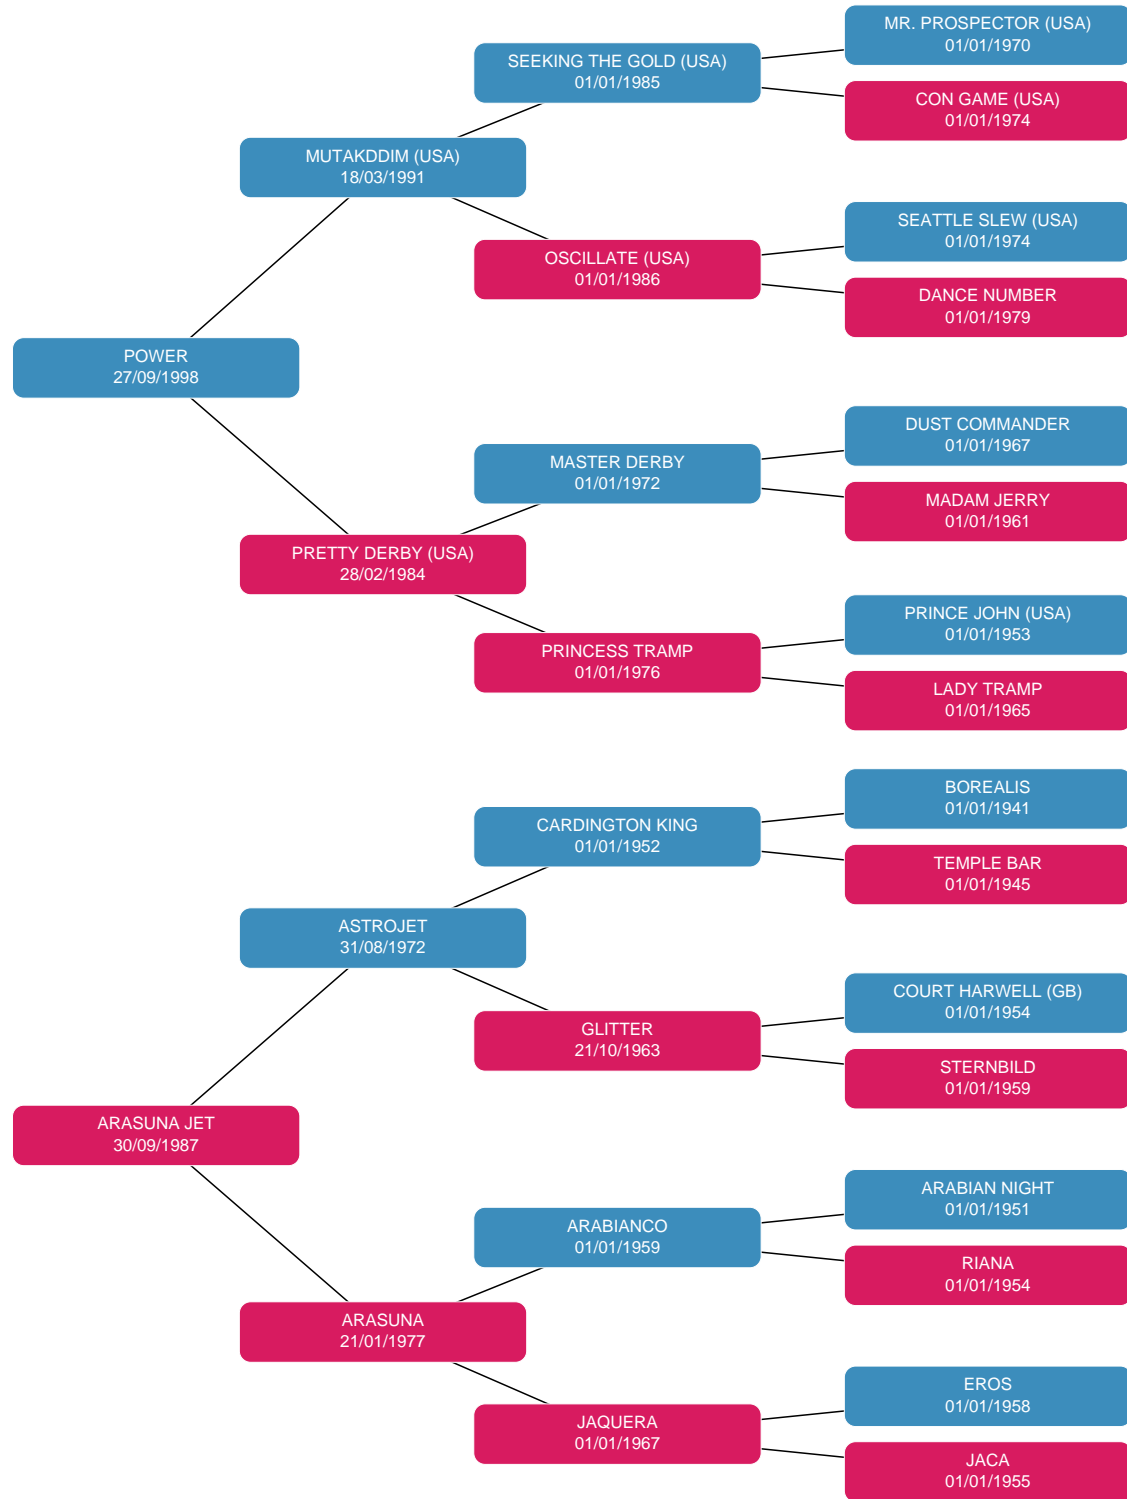 MR. PROSPECTOR (USA)
01/01/1970
SEEKING THE GOLD (USA)
01/01/1985
CON GAME (USA)
01/01/1974
MUTAKDDIM (USA)
18/03/1991
SEATTLE SLEW (USA)
01/01/1974
OSCILLATE (USA)
01/01/1986
DANCE NUMBER
01/01/1979
POWER
27/09/1998
DUST COMMANDER
01/01/1967
MASTER DERBY
01/01/1972
MADAM JERRY
01/01/1961
PRETTY DERBY (USA)
28/02/1984
PRINCE JOHN (USA)
01/01/1953
PRINCESS TRAMP
01/01/1976
LADY TRAMP
01/01/1965
BOREALIS
01/01/1941
CARDINGTON KING
01/01/1952
TEMPLE BAR
01/01/1945
ASTROJET
31/08/1972
COURT HARWELL (GB)
01/01/1954
GLITTER
21/10/1963
STERNBILD
01/01/1959
ARASUNA JET
30/09/1987
ARABIAN NIGHT
01/01/1951
ARABIANCO
01/01/1959
RIANA
01/01/1954
ARASUNA
21/01/1977
EROS
01/01/1958
JAQUERA
01/01/1967
JACA
01/01/1955